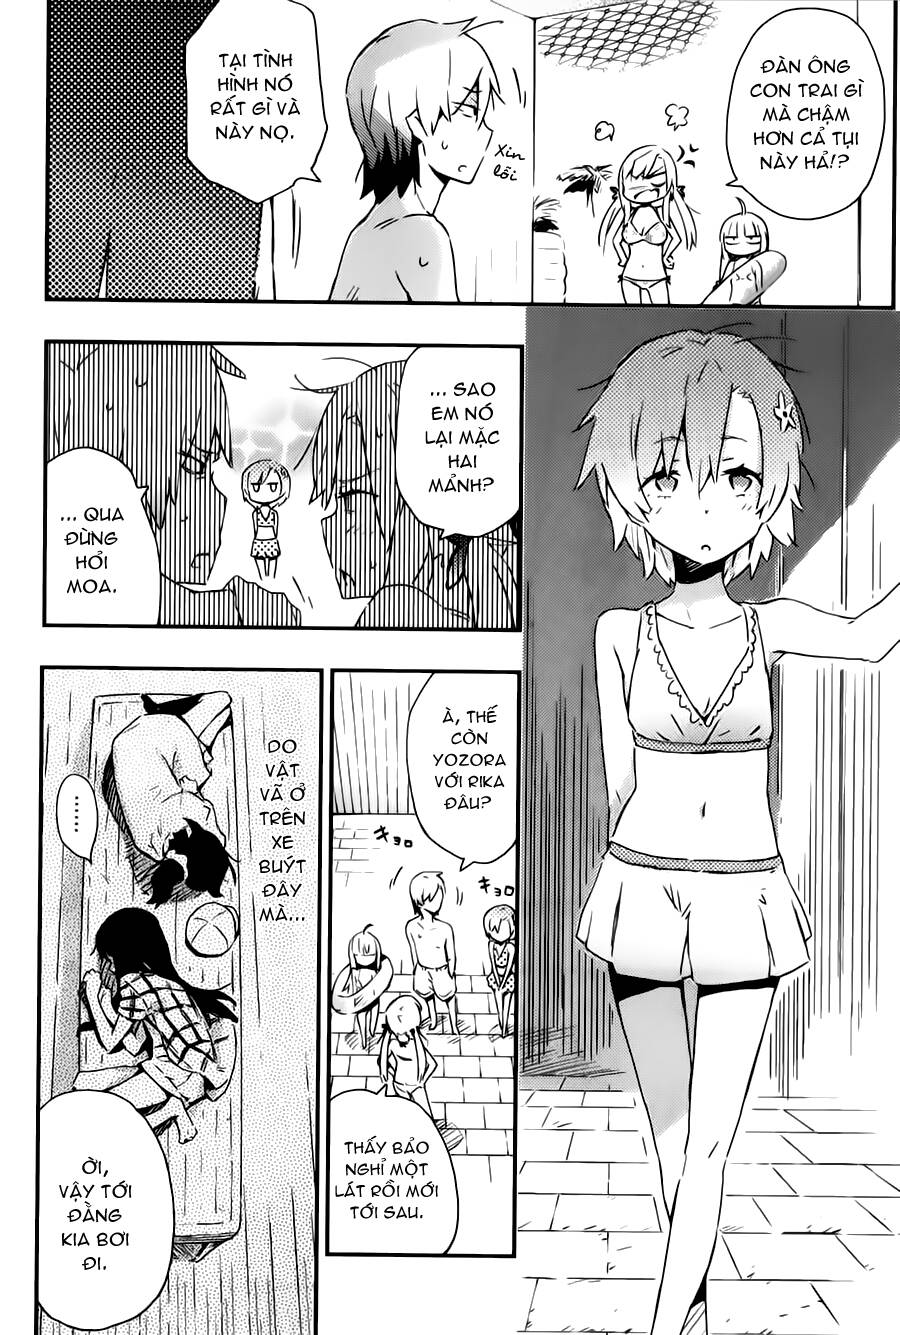 ĐÀN ÔNG
CON TRAI GÌ
MÀ CHẬM
HƠN CẢ TỤI
NÀY HẢ!?
Xin
lỗi
TẠI TÌNH
HÌNH NÓ
RẤT GÌ VÀ
NÀY NỌ.
... SAO
EM NÓ
LẠI MẶC
HAI
MẢNH?
... QUA
ĐỪNG
HỎI
MOA.
À, THẾ
CÒN
YOZORA
VỚI RIKA
ĐÂU?
キョロ
キョロ
THẤY BẢO
NGHỈ MỘT
LÁT RỒI MỚI
TỚI SAU.
DO
VẬT
VÃ Ở
TRÊN
XE
BUÝT
ĐÂY
MÀ...
......
ỜI,
VẬY TỚI
ĐẰNG
KIA BƠI
ĐI.